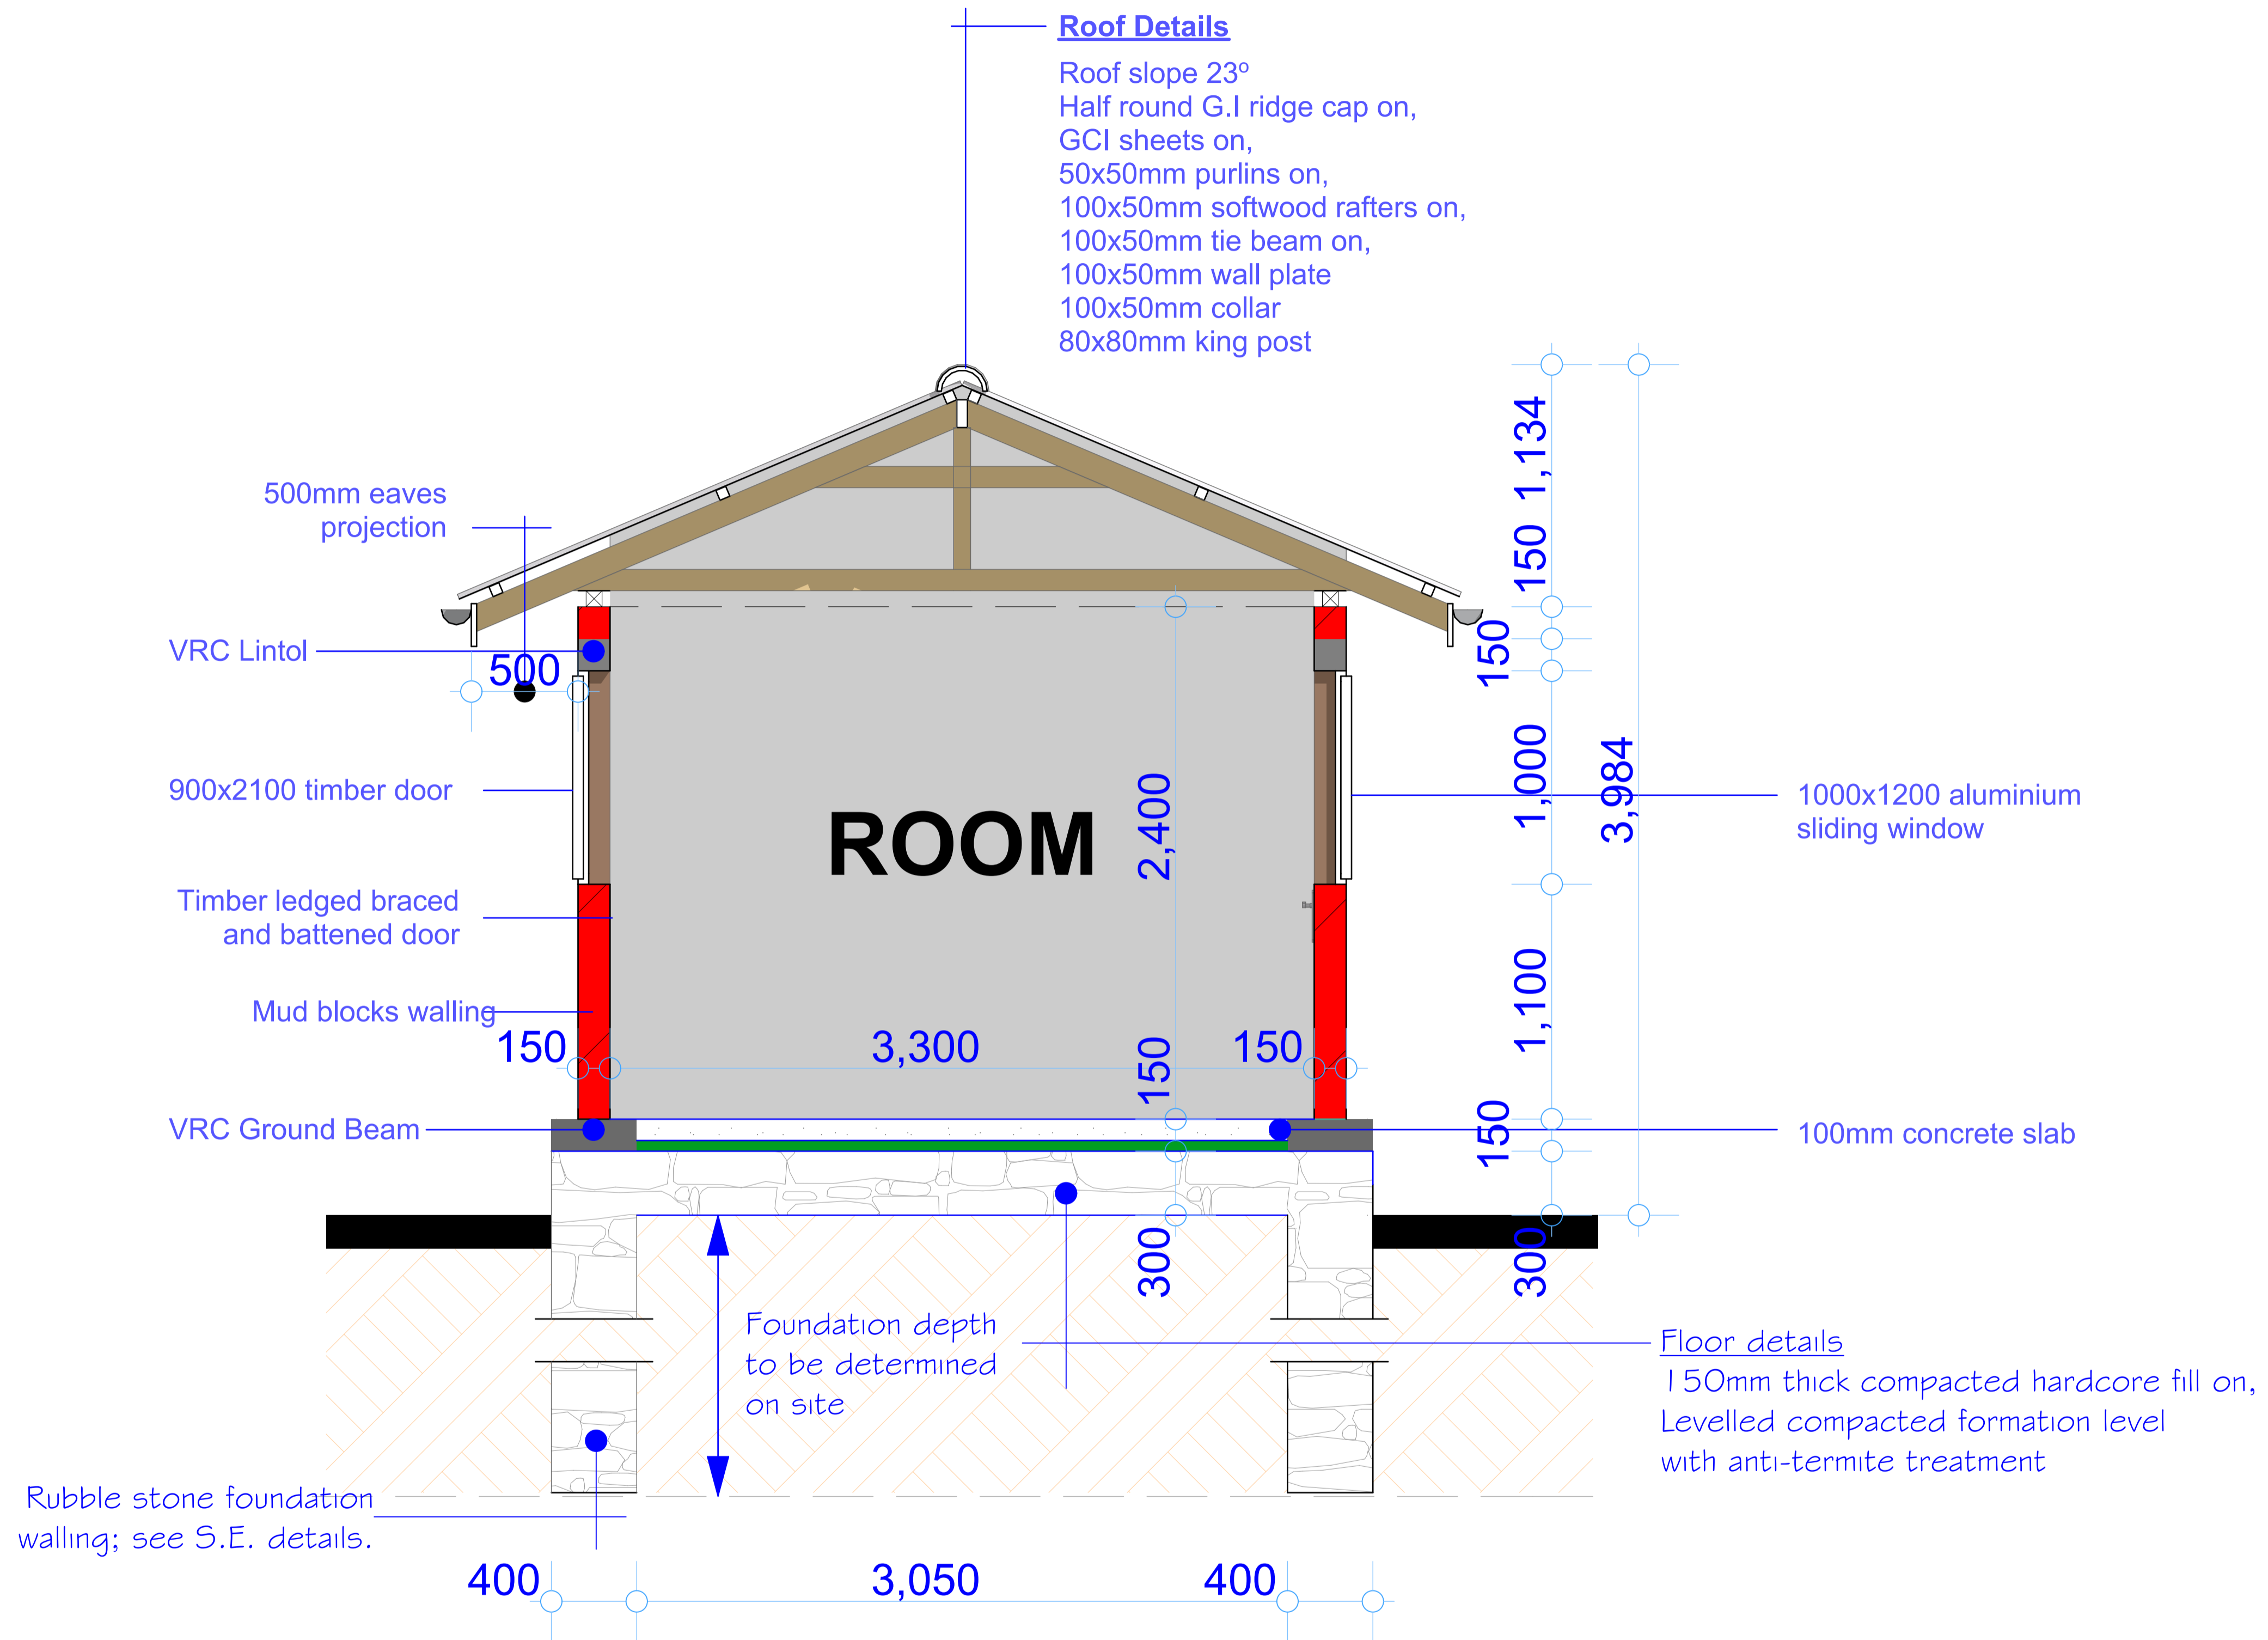 Roof Details
Roof slope 23º
Half round G.I ridge cap on,
GCI sheets on,
50x50mm purlins on,
100x50mm softwood rafters on,
100x50mm tie beam on,
100x50mm wall plate
100x50mm collar
80x80mm king post
1,134
150
500mm eaves
projection
VRC Lintol
500
150
900x2100 timber door
1,000
3,984
1000x1200 aluminium
sliding window
ROOM
2,400
Timber ledged braced
and battened door
Mud blocks walling
1,100
150
3,300
150
150
VRC Ground Beam
150
100mm concrete slab
300
300
Foundation depth
to be determined
on site
Floor details
150mm thick compacted hardcore fill on,
Levelled compacted formation level
with anti-termite treatment
Rubble stone foundation
walling; see S.E. details.
400
3,050
400